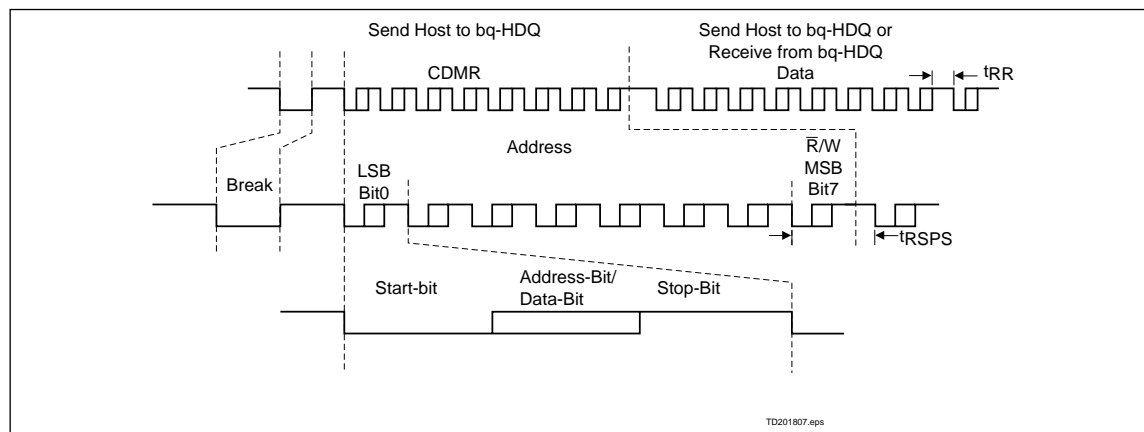 Send Host to bq-HDQ
Send Host to bq-HDQ or
Receive from bq-HDQ
CDMR
Data
tRR
Address
R̅/W
MSB
Bit7
Break
LSB
Bit0
tRSPS
Start-bit
Address-Bit/
Data-Bit
Stop-Bit
TD201807.eps